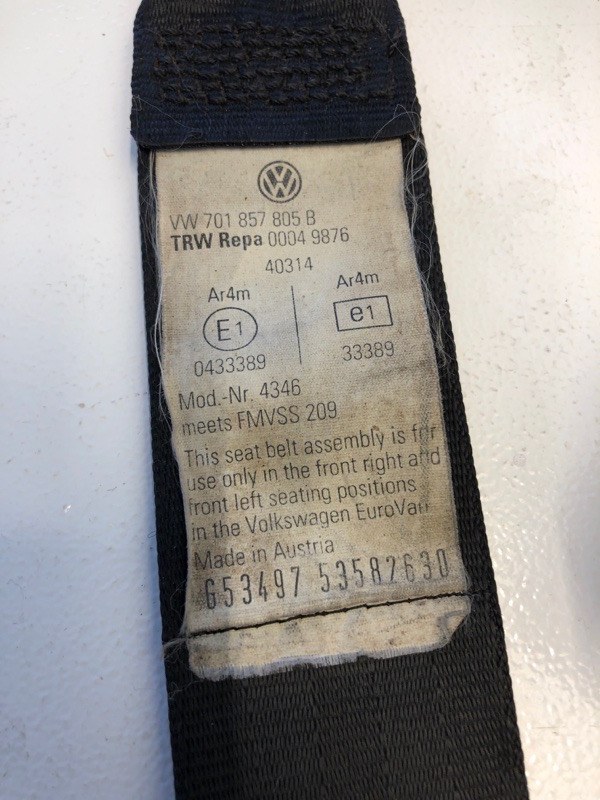 VW 701 857 805 B
TRW Repa 0004 9876
40314
Ar4m
Ar4m
E1
e1
0433389
33389
Mod.-Nr. 4346
meets FMVSS 209
This seat belt assembly is for
use only in the front right and
front left seating positions
in the Volkswagen EuroVan
Made in Austria
G53497 53582630